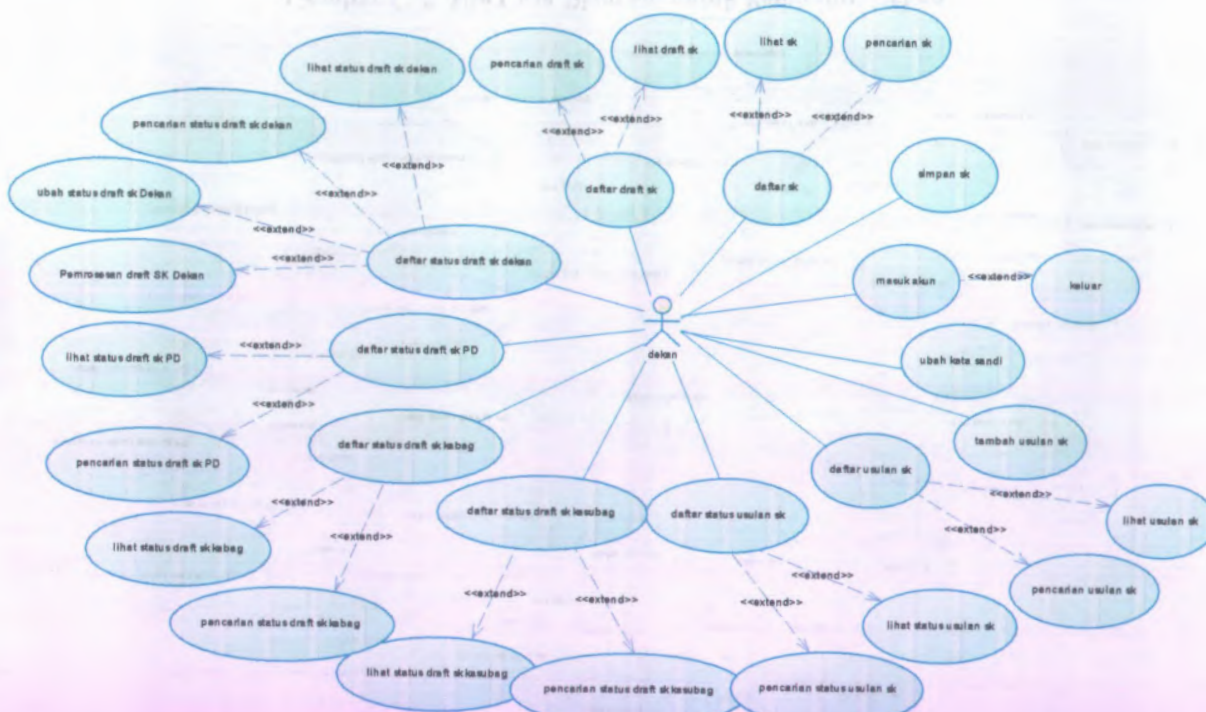 lihat draft sk
lihat sk
pencarian sk
pencarian draft sk
lihat status draft sk dekan
pencarian status draft sk dekan
<<extend>>
<<extend>>
<<extend>>
<<extend>>
<<extend>>
<<extend>>
ubah status draft sk Dekan
daftar draft sk
daftar sk
simpan sk
<<extend>>
<<extend>>
Pemrosesan draft SK Dekan
daftar status draft sk dekan
masuk akun
<<extend>>
keluar
lihat status draft sk PD
<<extend>>
daftar status draft sk PD
dekan
ubah kata sandi
<<extend>>
pencarian status draft sk PD
daftar status draft sk kabag
tambah usulan sk
daftar usulan sk
<<extend>>
<<extend>>
<<extend>>
<<extend>>
daftar status draft sk kasubag
daftar status usulan sk
lihat usulan sk
lihat status draft sk kabag
<<extend>>
pencarian usulan sk
<<extend>>
<<extend>>
<<extend>>
pencarian status draft sk kabag
lihat status usulan sk
lihat status draft sk kasubag
pencarian status draft sk kasubag
pencarian status usulan sk